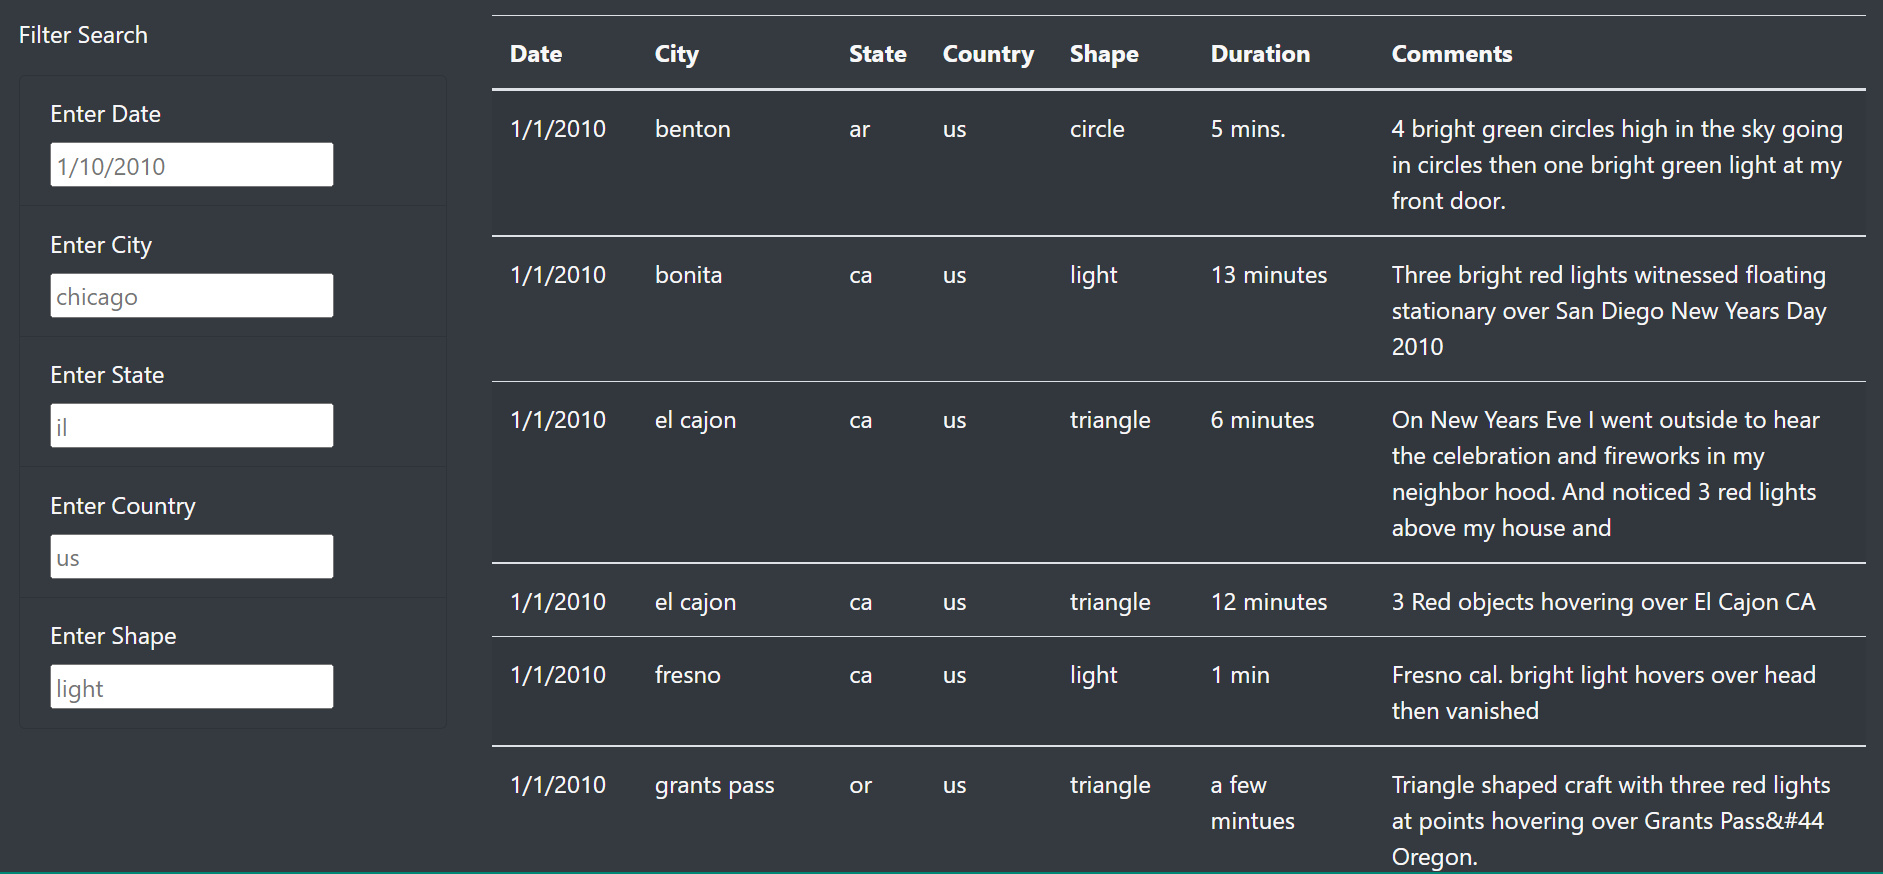 Filter Search
Enter Date
1/10/2010
Enter City
chicago
Enter State
il
Enter Country
us
Enter Shape
light
Date City State Country Shape Duration Comments
1/1/2010 benton ar us circle 5 mins. 4 bright green circles high in the sky going
in circles then one bright green light at my
front door.
1/1/2010 bonita ca us light 13 minutes Three bright red lights witnessed floating
stationary over San Diego New Years Day
2010
1/1/2010 el cajon ca us triangle 6 minutes On New Years Eve I went outside to hear
the celebration and fireworks in my
neighbor hood. And noticed 3 red lights
above my house and
1/1/2010 el cajon ca us triangle 12 minutes 3 Red objects hovering over El Cajon CA
1/1/2010 fresno ca us light 1 min Fresno cal. bright light hovers over head
then vanished
1/1/2010 grants pass or us triangle a few Triangle shaped craft with three red lights
mintues at points hovering over Grants Pass&#44
Oregon.